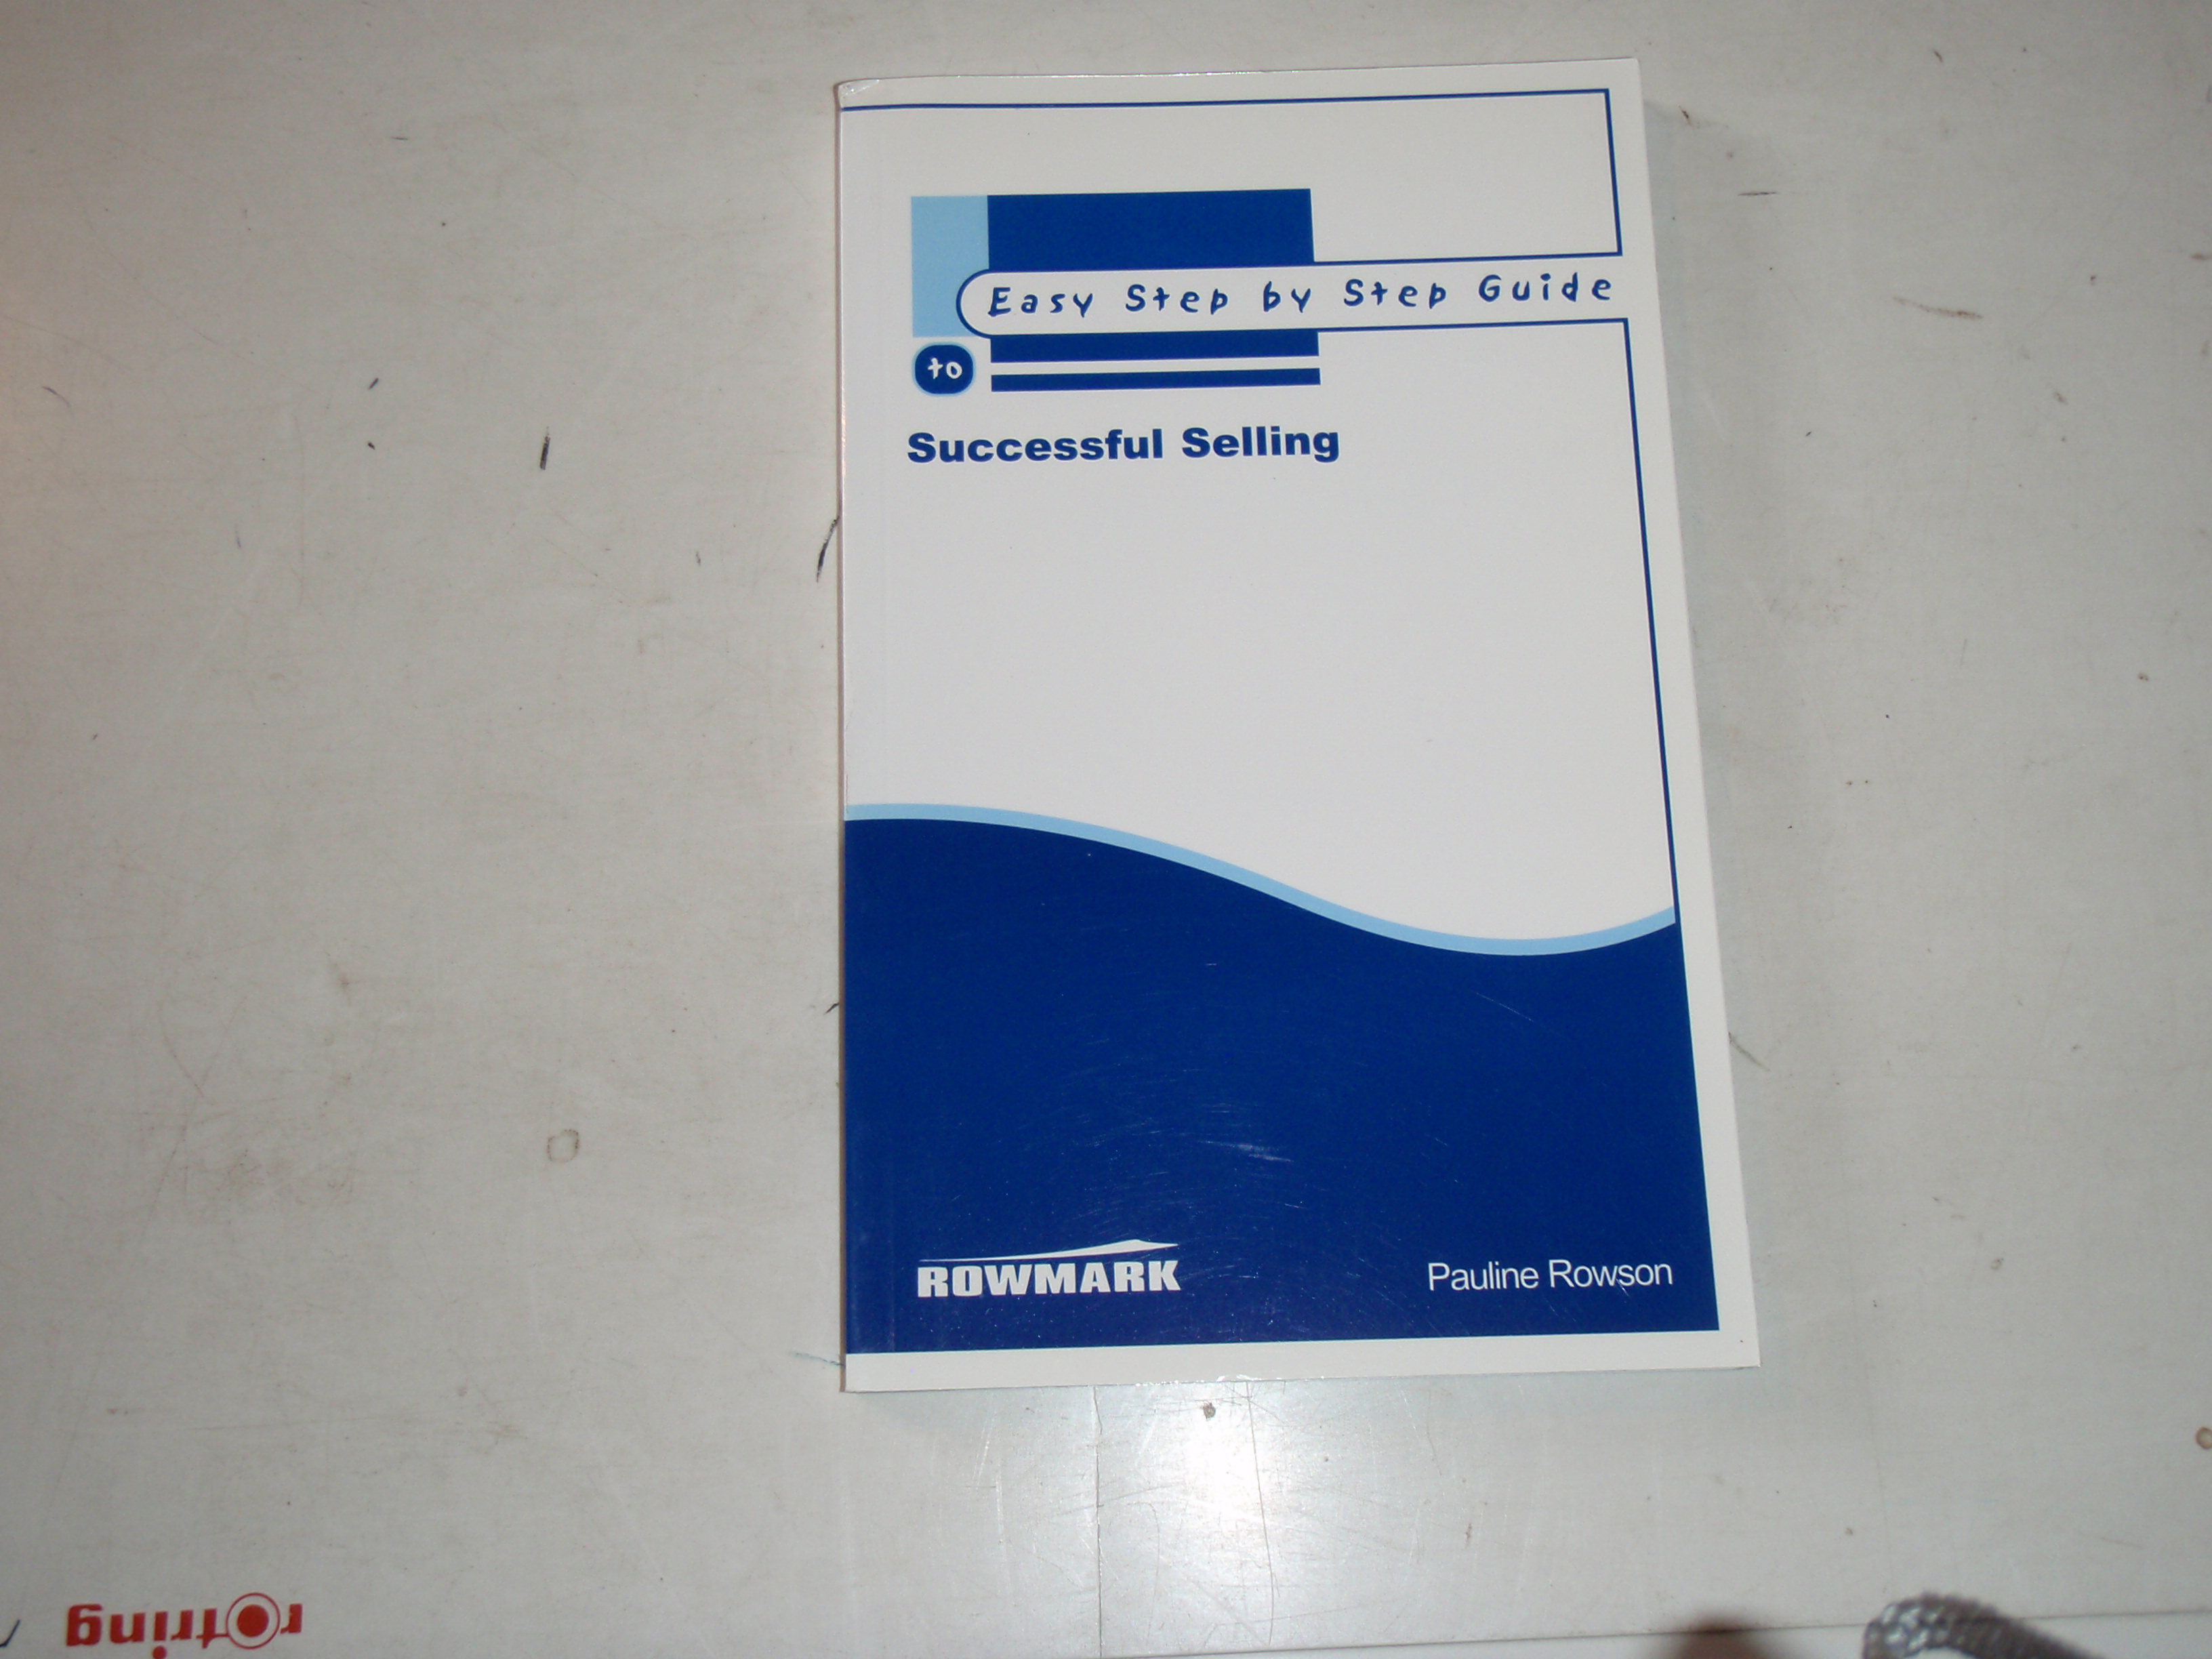 Easy Step by Step Guide
to
Successful Selling
ROWMARK
Pauline Rowson
rotring